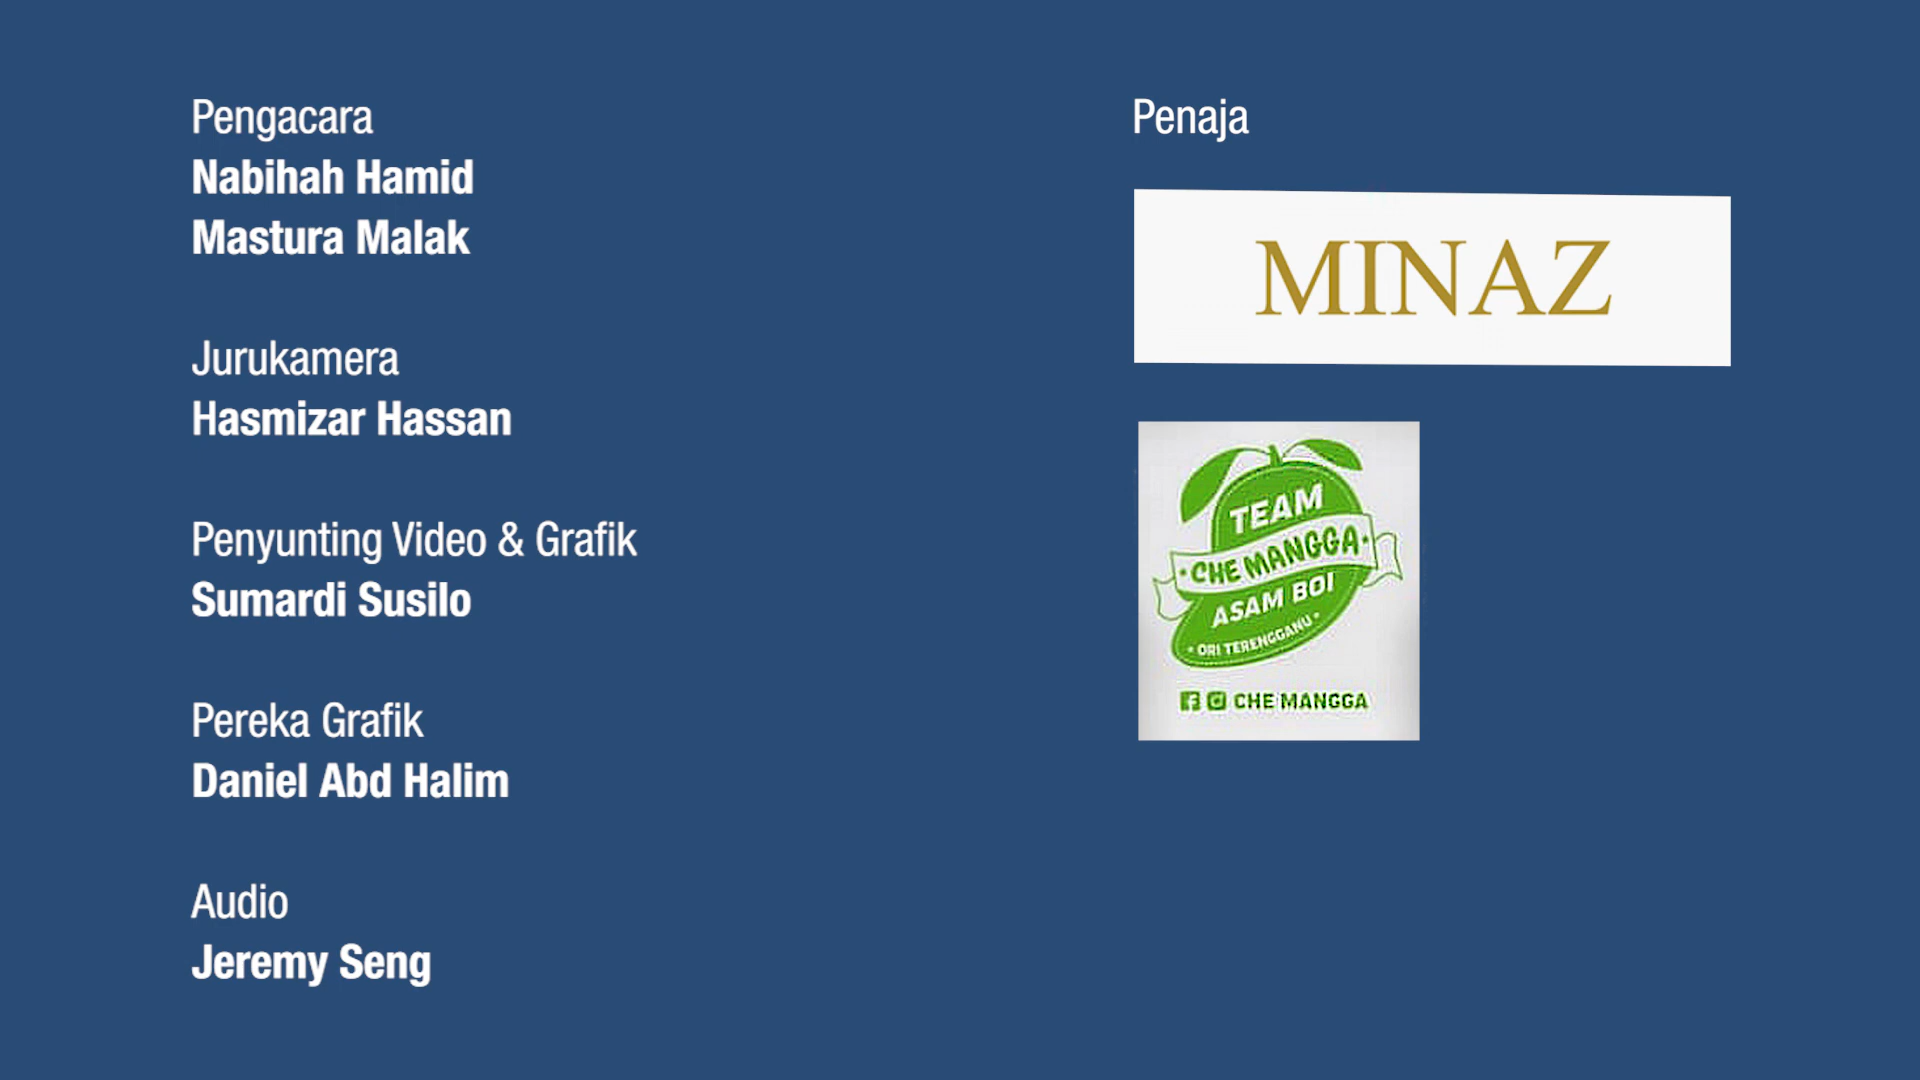 Pengacara
Nabihah Hamid
Mastura Malak
Jurukamera
Hasmizar Hassan
Penyunting Video & Grafik
Sumardi Susilo
Pereka Grafik
Daniel Abd Halim
Audio
Jeremy Seng
Penaja
MINAZ
TEAM
• CHE MANGGA •
ASAM BOI
• ORI TERENGGANU •
CHE MANGGA